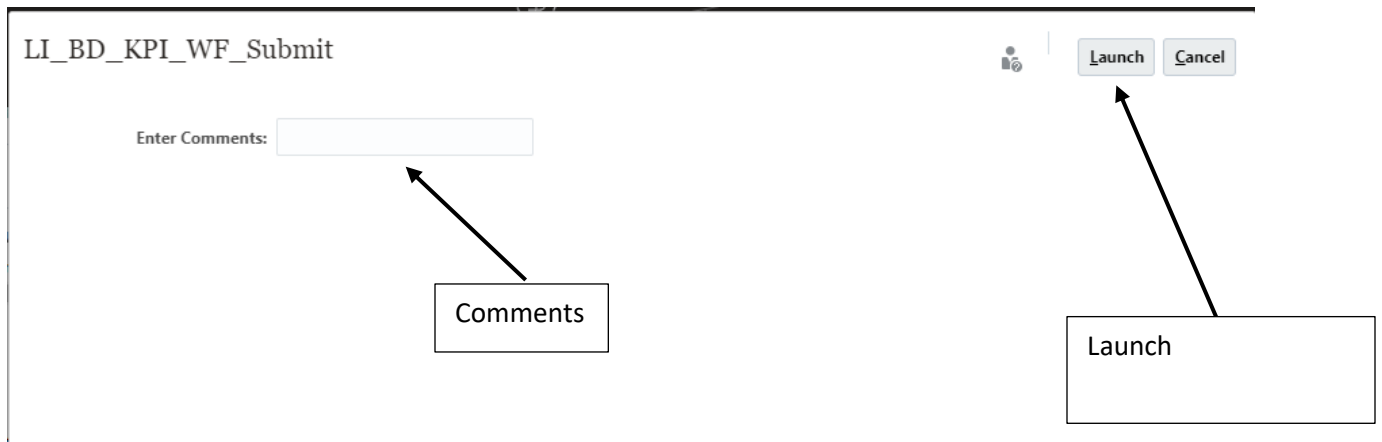 LI_BD_KPI_WF_Submit
Launch Cancel
Enter Comments:
Comments
Launch